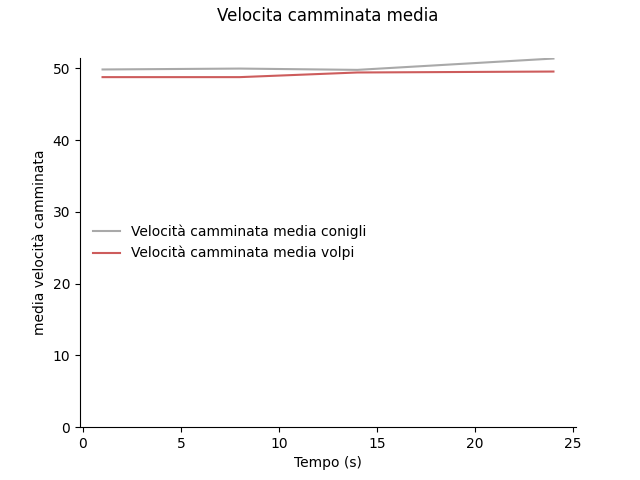 Velocita camminata media
50
40
30
20
10
0
media velocità camminata
Velocità camminata media conigli
Velocità camminata media volpi
0 5 10 15 20 25
Tempo (s)